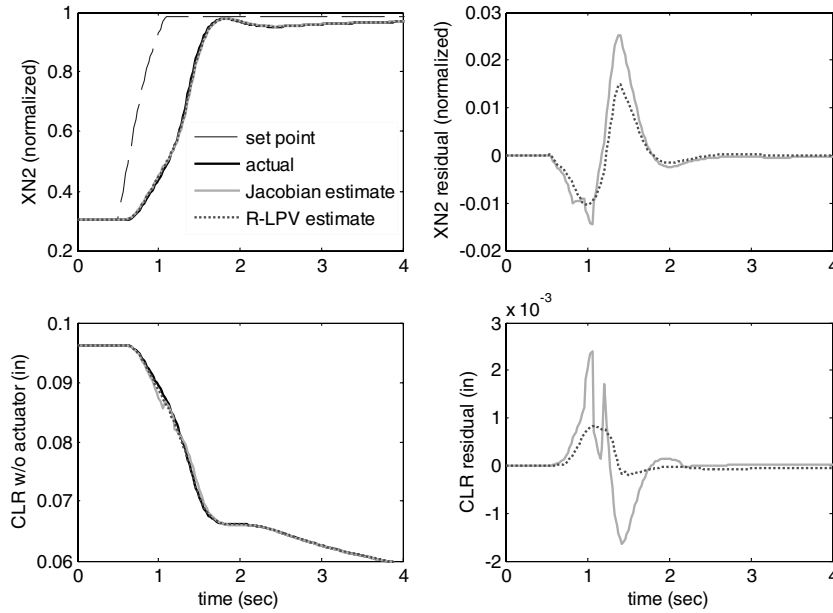 1
0.8
0.6
0.4
0.2
XN2 (normalized)
set point
actual
Jacobian estimate
R-LPV estimate
0 1 2 3 4
0.03
0.02
0.01
0
-0.01
-0.02
XN2 residual (normalized)
0 1 2 3 4
0.1
0.09
0.08
0.07
0.06
CLR w/o actuator (in)
0 1 2 3 4
time (sec)
x 10⁻³
3
2
1
0
-1
-2
CLR residual (in)
0 1 2 3 4
time (sec)